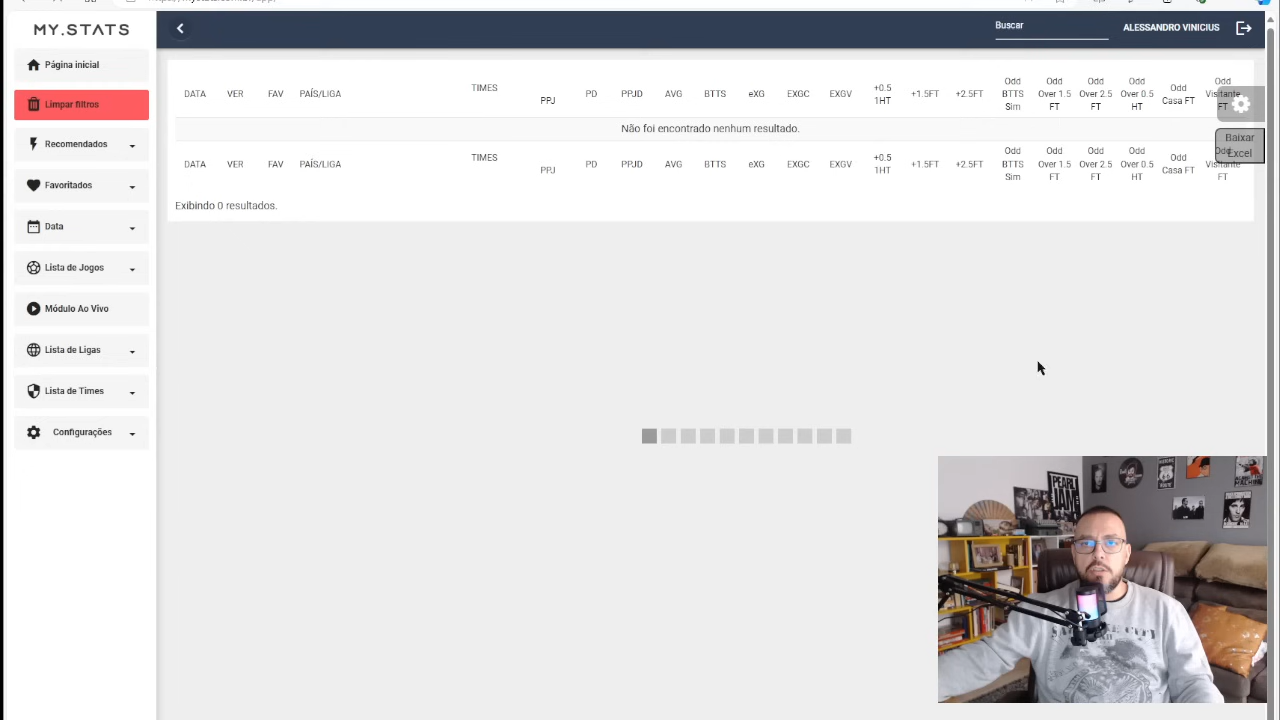 MY.STATS
Buscar
ALESSANDRO VINICIUS
Página inicial
Limpar filtros
Recomendados
Favoritados
Data
Lista de Jogos
Módulo Ao Vivo
Lista de Ligas
Lista de Times
Configurações
DATA VER FAV PAÍS/LIGA TIMES PPJ PD PPJD AVG BTTS eXG EXGC EXGV +0.5 1HT +1.5FT +2.5FT Odd BTTS Sim Odd Over 1.5 FT Odd Over 2.5 FT Odd Over 0.5 HT Odd Casa FT Odd Visitante FT
Baixar
Excel
Não foi encontrado nenhum resultado.
DATA VER FAV PAÍS/LIGA TIMES PPJ PD PPJD AVG BTTS eXG EXGC EXGV +0.5 1HT +1.5FT +2.5FT Odd BTTS Sim Odd Over 1.5 FT Odd Over 2.5 FT Odd Over 0.5 HT Odd Casa FT Odd Visitante FT
Exibindo 0 resultados.
PEARL
JAM